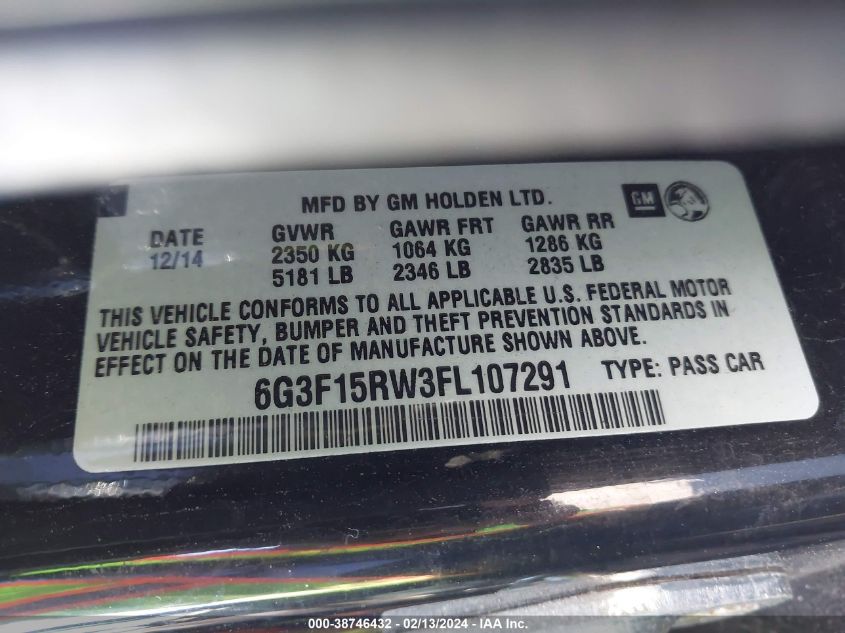 MFD BY GM HOLDEN LTD.
GM
DATE GVWR GAWR FRT GAWR RR
12/14 2350 KG 1064 KG 1286 KG
5181 LB 2346 LB 2835 LB
THIS VEHICLE CONFORMS TO ALL APPLICABLE U.S. FEDERAL MOTOR
VEHICLE SAFETY, BUMPER AND THEFT PREVENTION STANDARDS IN
EFFECT ON THE DATE OF MANUFACTURE SHOWN ABOVE.
6G3F15RW3FL107291 TYPE: PASS CAR
000-38746432 - 02/13/2024 - IAA Inc.